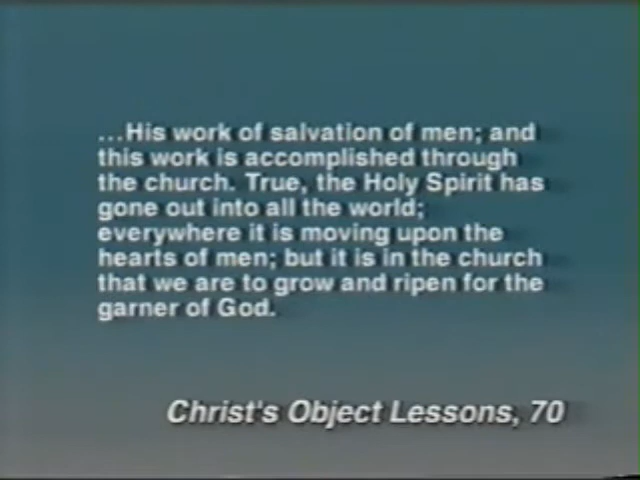 ...His work of salvation of men; and
this work is accomplished through
the church. True, the Holy Spirit has
gone out into all the world;
everywhere it is moving upon the
hearts of men; but it is in the church
that we are to grow and ripen for the
garner of God.
Christ's Object Lessons, 70